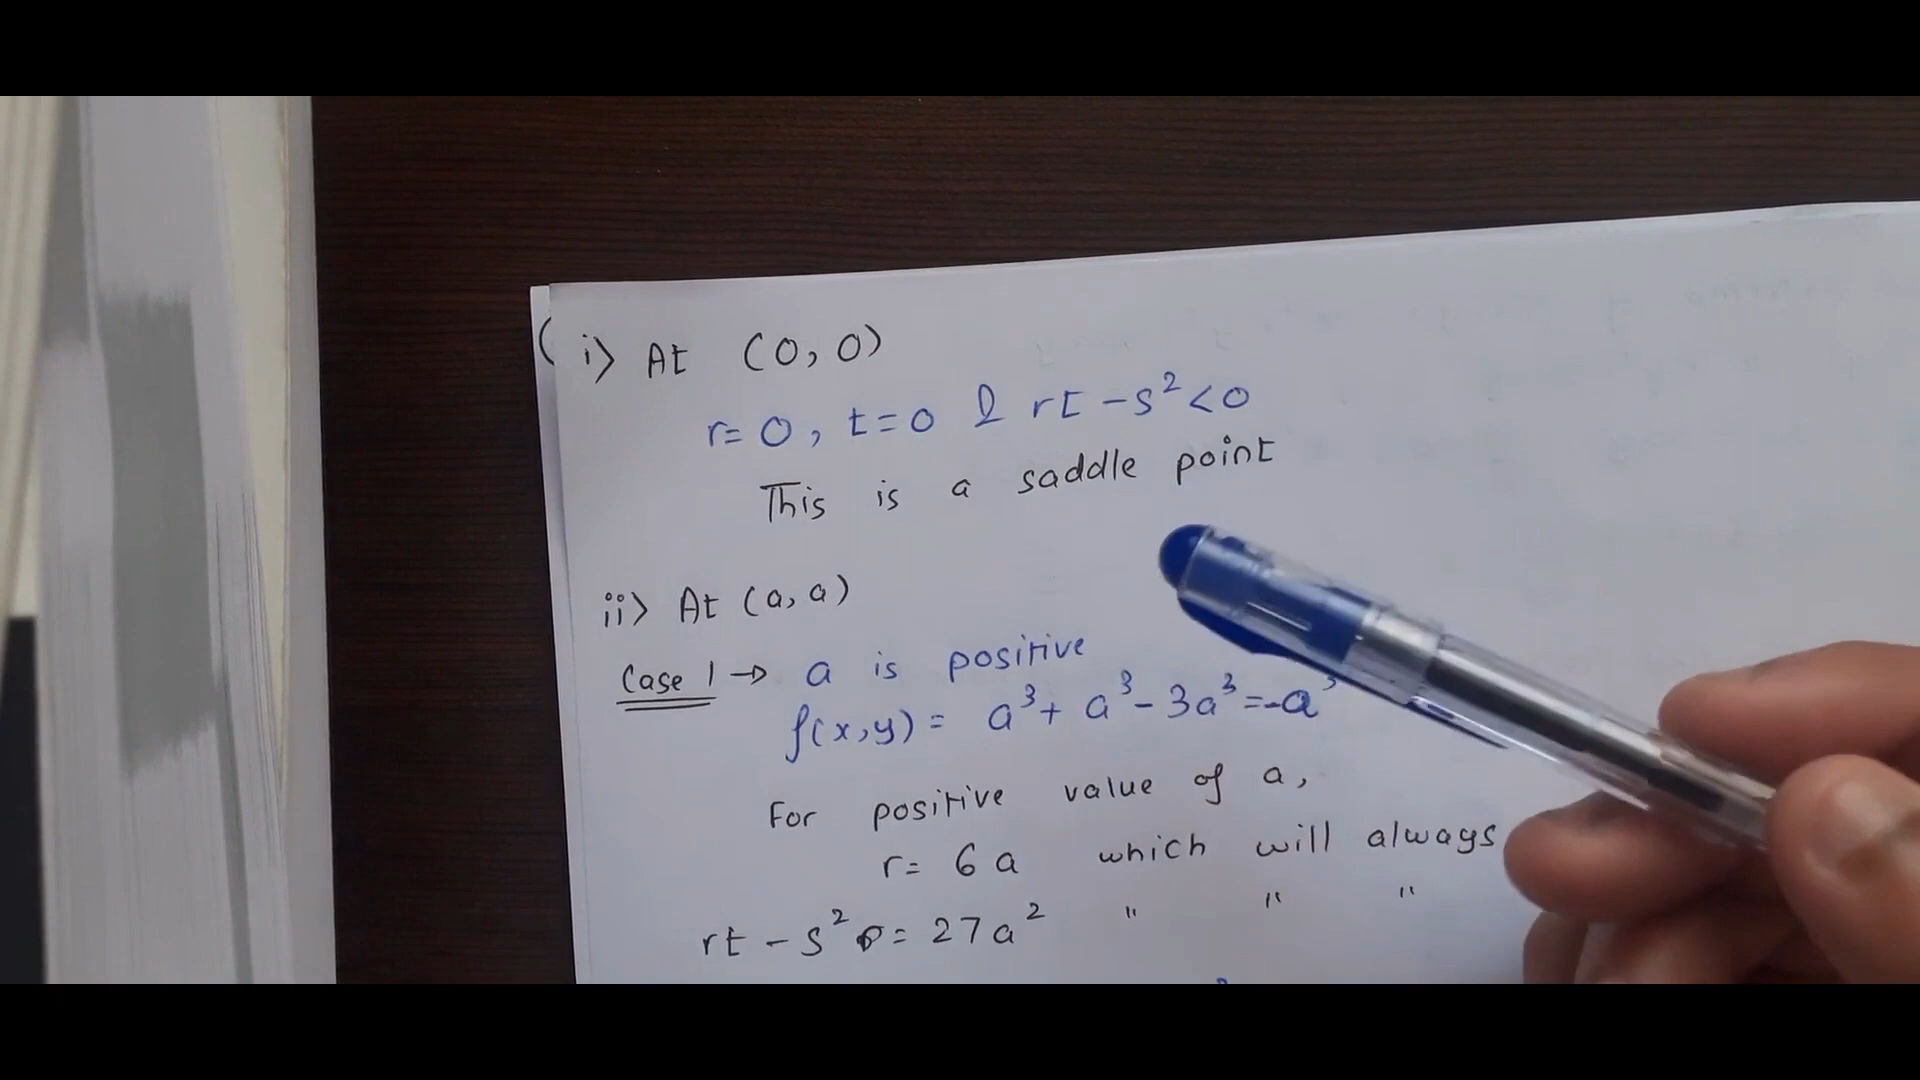 (i) At (0, 0)
r=0, t=0 & rt-s²<0
This is a saddle point
ii) At (a, a)
Case 1 → a is positive
f(x,y) = a³+ a³- 3a³=-a³
For positive value of a,
r= 6a which will always
rt - s² = 27a² " " "